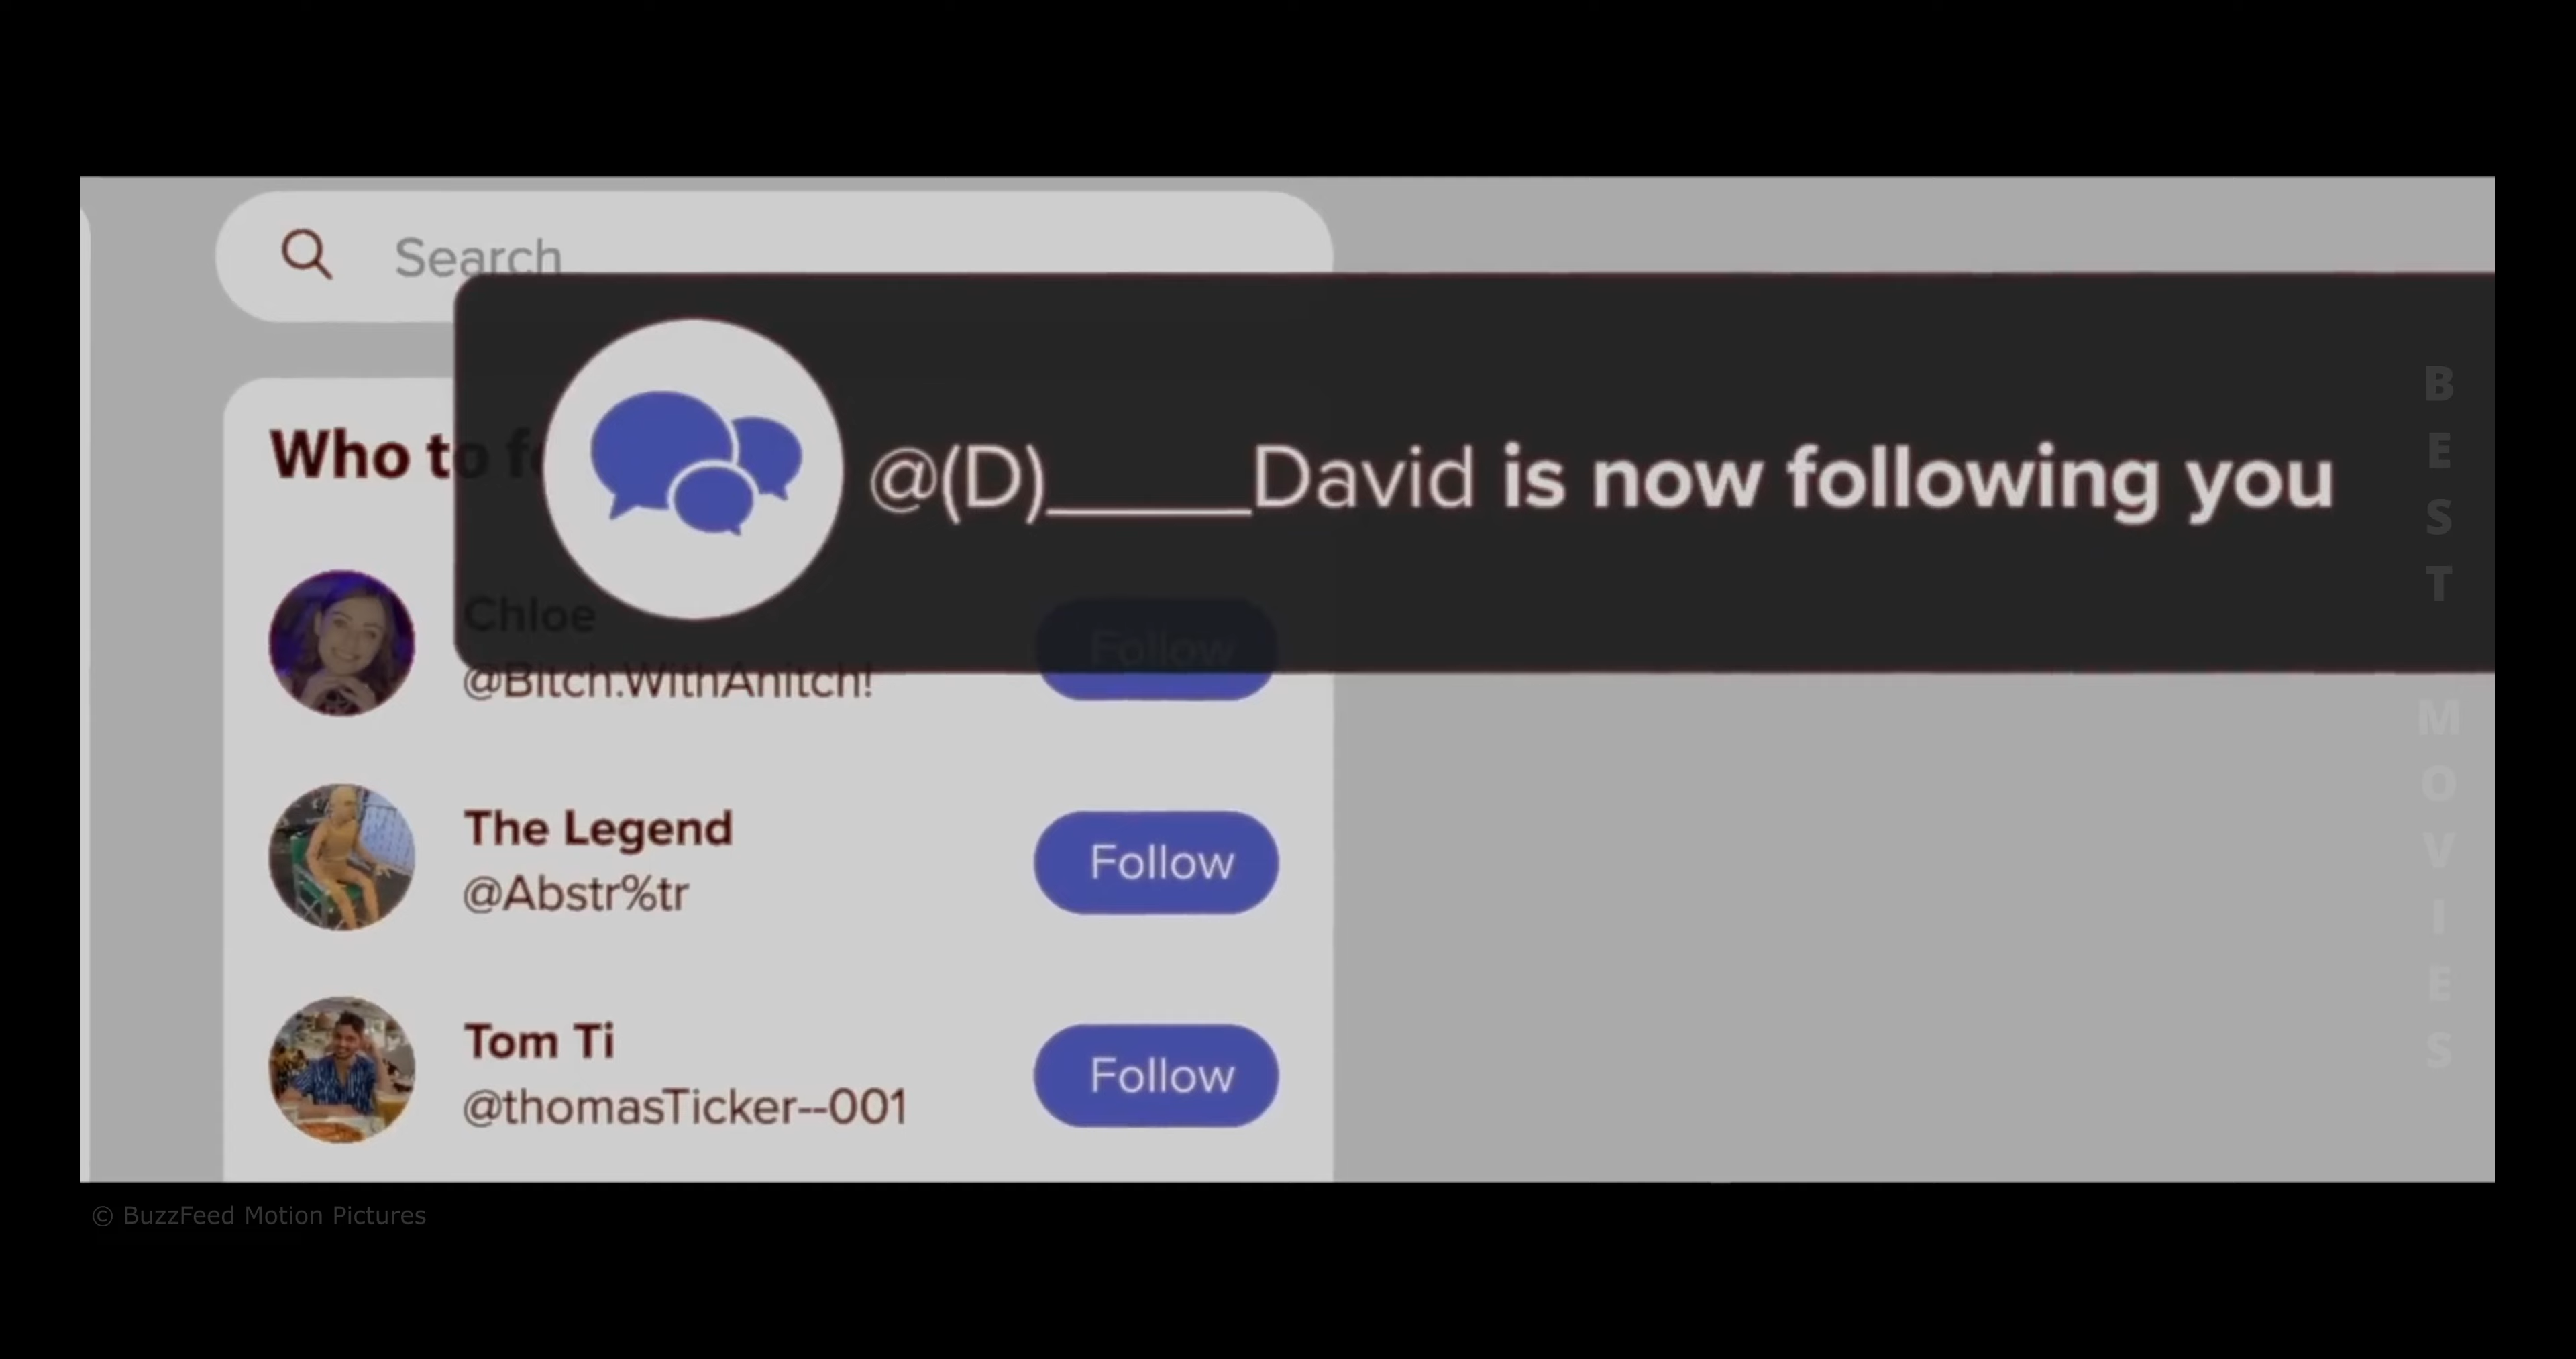 Search
@(D)_____David is now following you
Who to f
Chloe
Follow
@Bitch.WithAnitch!
The Legend
@Abstr%tr
Follow
Tom Ti
@thomasTicker--001
Follow
BEST MOVIES
© BuzzFeed Motion Pictures